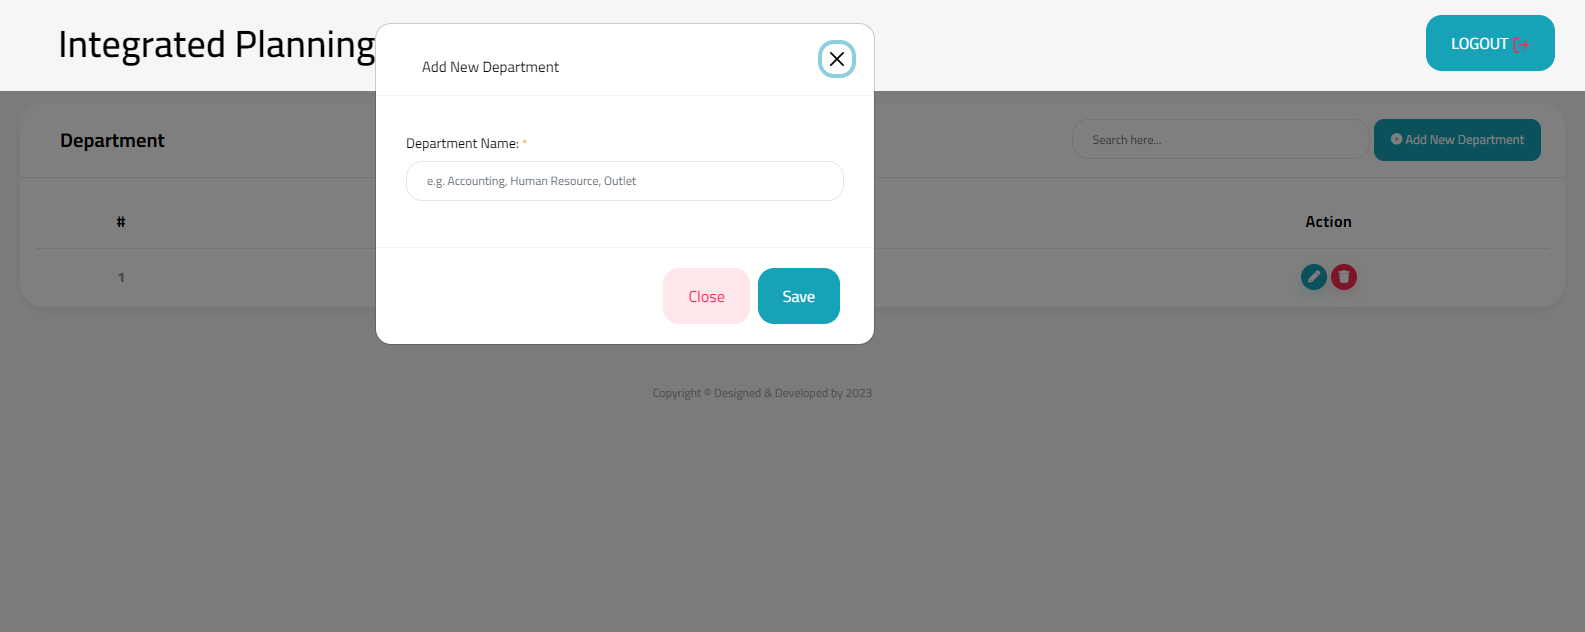 Integrated Planning
LOGOUT
Add New Department
Department
Search here...
Add New Department
Department Name: *
e.g. Accounting, Human Resource, Outlet
# Action
1
Close Save
Copyright © Designed & Developed by 2023